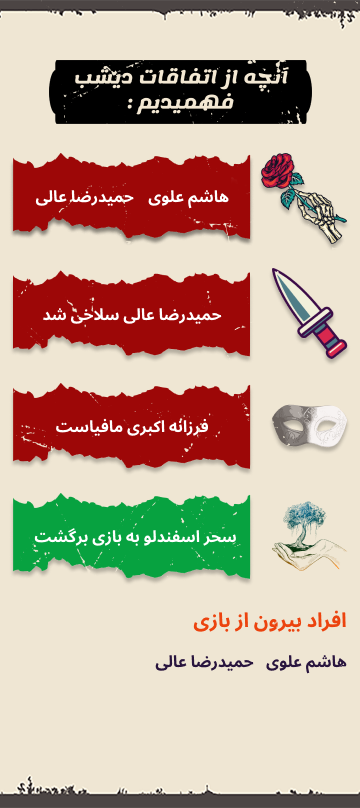 آنچه از اتفاقات دیشب
فهمیدیم :
هاشم علوی حمیدرضا عالی
حمیدرضا عالی سلاخی شد
فرزانه اکبری مافیاست
سحر اسفندلو به بازی برگشت
افراد بیرون از بازی
هاشم علوی حمیدرضا عالی